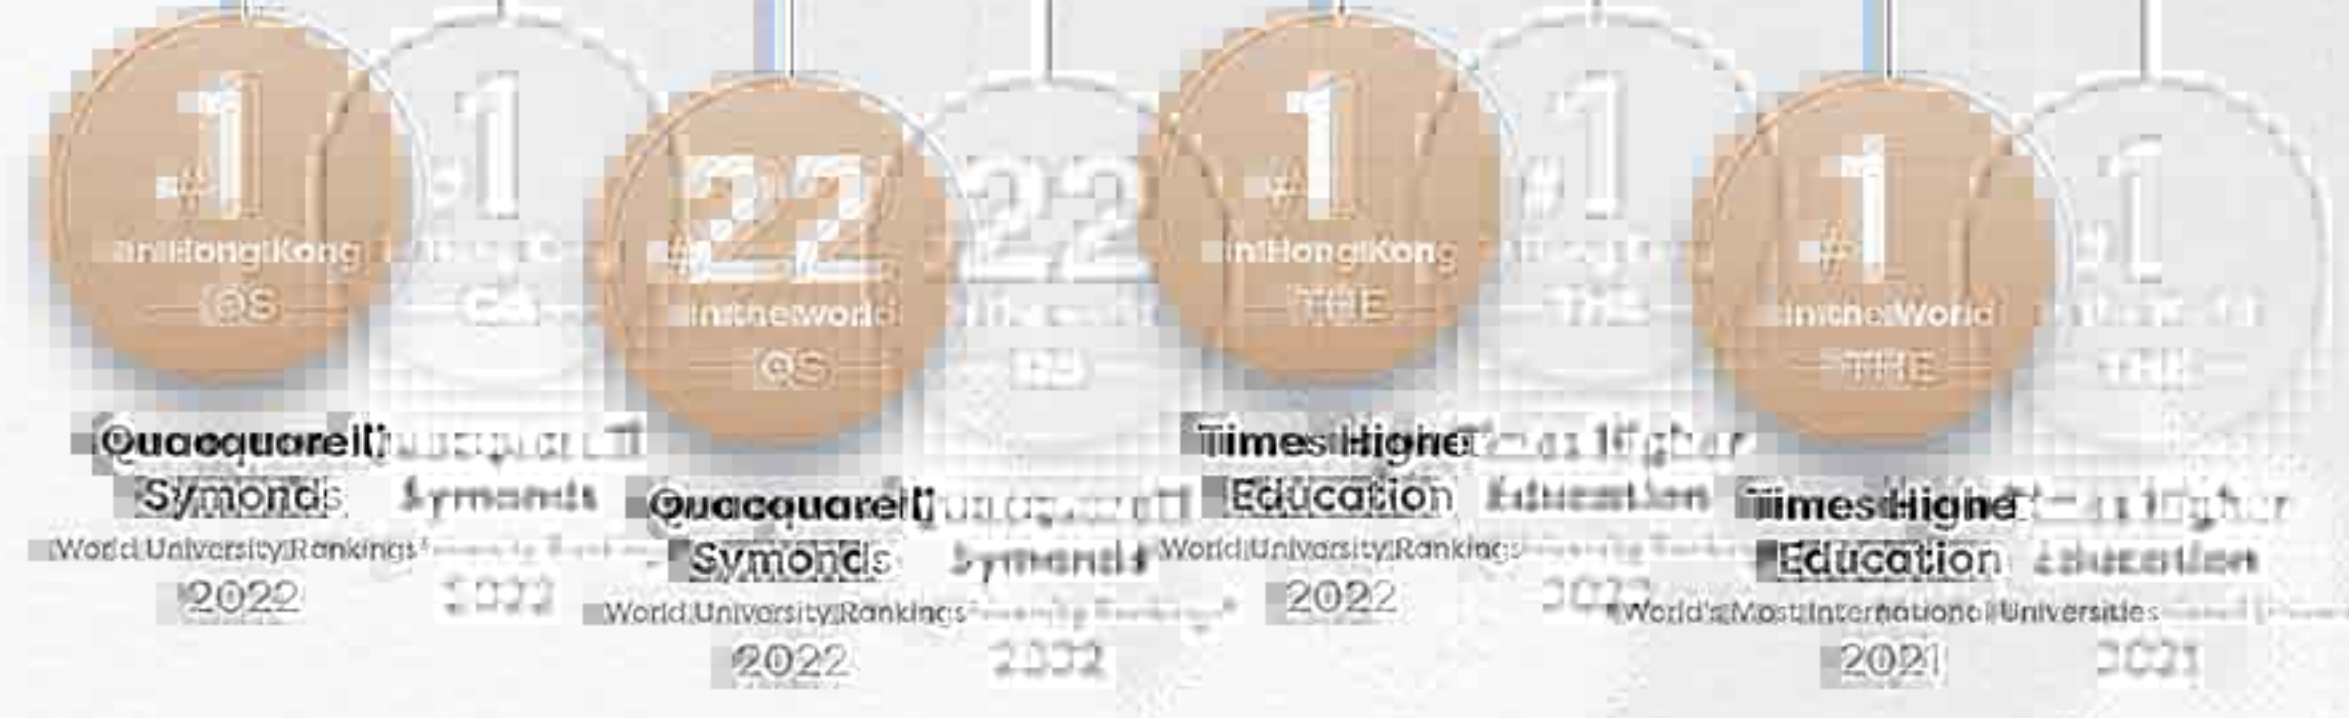 #1
in Hong Kong
QS
Quacquarelli
Symonds
World University Rankings
2022
#22
in the world
QS
Quacquarelli
Symonds
World University Rankings
2022
#1
in Hong Kong
THE
Times Higher
Education
World University Rankings
2022
#1
in the World
THE
Times Higher
Education
World's Most International Universities
2021